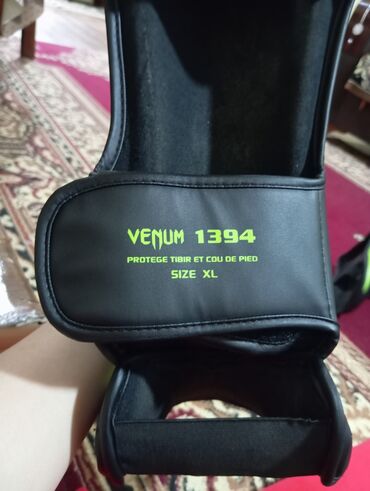 VENUM 1394
PROTEGE TIBIR ET COU DE PIED
SIZE XL